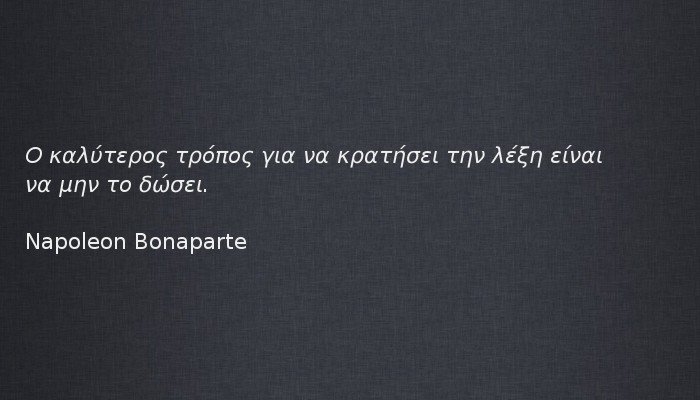 Ο καλύτερος τρόπος για να κρατήσει την λέξη είναι
να μην το δώσει.
Napoleon Bonaparte